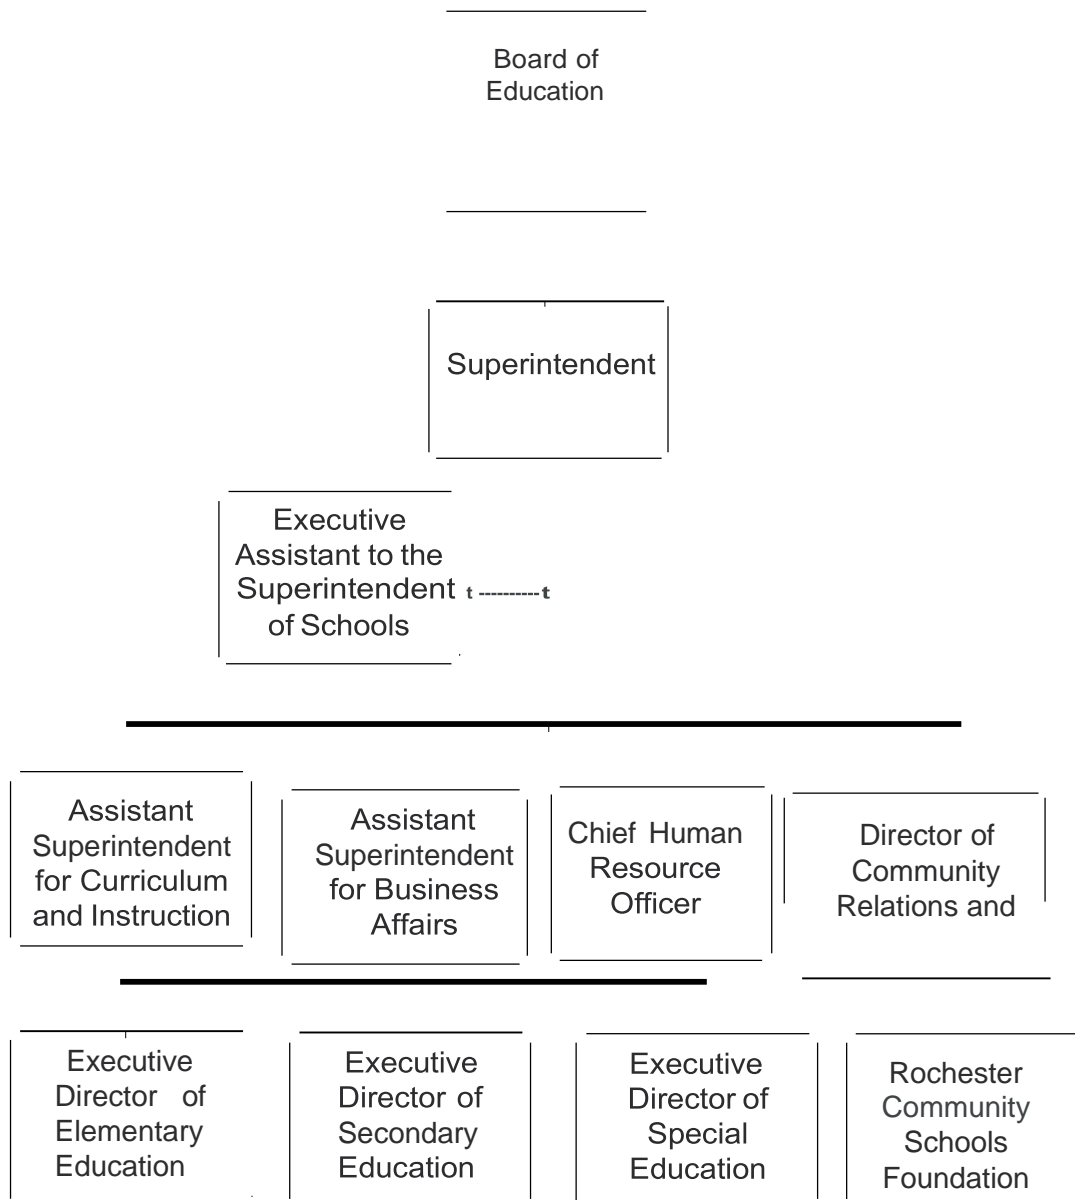 Board of
Education
Superintendent
Executive
Assistant to the
Superintendent t ----------t
of Schools
Assistant
Superintendent
for Curriculum
and Instruction
Assistant
Superintendent
for Business
Affairs
Chief Human
Resource
Officer
Director of
Community
Relations and
Executive
Director of
Elementary
Education
Executive
Director of
Secondary
Education
Executive
Director of
Special
Education
Rochester
Community
Schools
Foundation